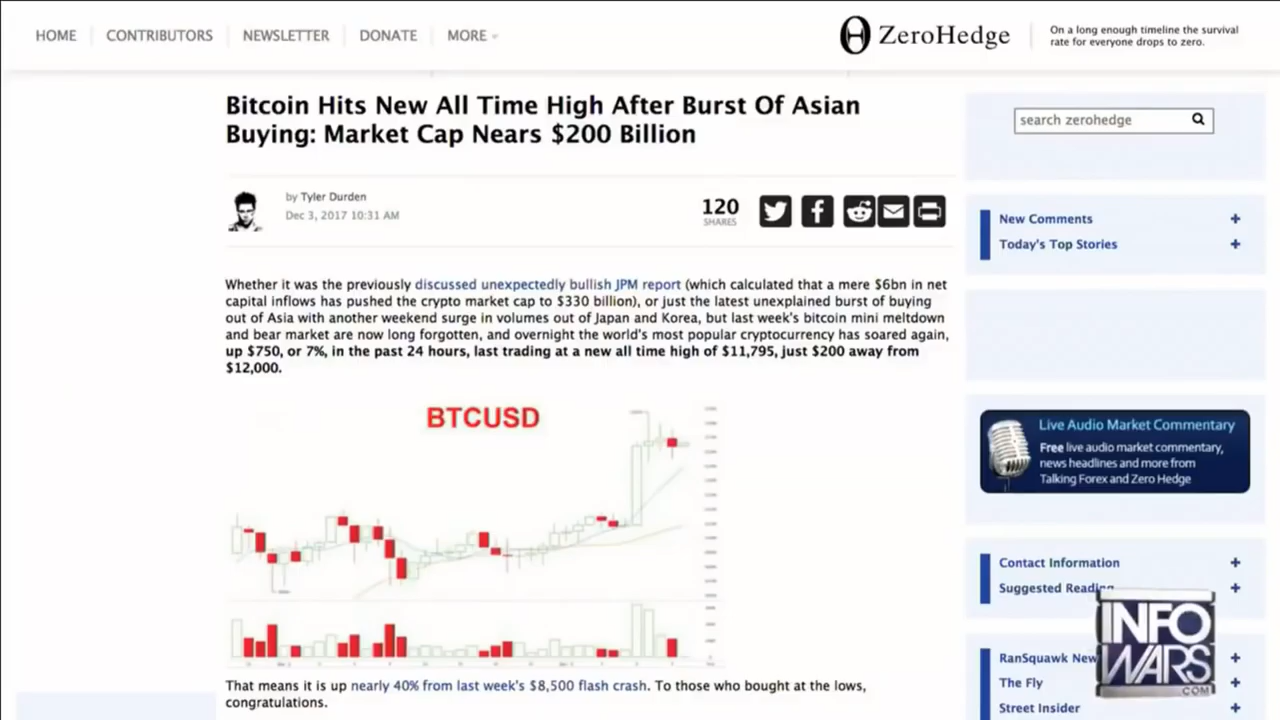 HOME
CONTRIBUTORS
NEWSLETTER
DONATE
MORE
ZeroHedge
On a long enough timeline the survival
rate for everyone drops to zero.
Bitcoin Hits New All Time High After Burst Of Asian
Buying: Market Cap Nears $200 Billion
search zerohedge
by Tyler Durden
Dec 3, 2017 10:31 AM
120
SHARES
New Comments
Today's Top Stories
Whether it was the previously discussed unexpectedly bullish JPM report (which calculated that a mere $6bn in net
capital inflows has pushed the crypto market cap to $330 billion), or just the latest unexplained burst of buying
out of Asia with another weekend surge in volumes out of Japan and Korea, but last week's bitcoin mini meltdown
and bear market are now long forgotten, and overnight the world's most popular cryptocurrency has soared again,
up $750, or 7%, in the past 24 hours, last trading at a new all time high of $11,795, just $200 away from
$12,000.
BTCUSD
Live Audio Market Commentary
Free live audio market commentary,
news headlines and more from
Talking Forex and Zero Hedge
Contact Information
Suggested Reading
RanSquawk New
The Fly
Street Insider
INFO
WARS
.COM
That means it is up nearly 40% from last week's $8,500 flash crash. To those who bought at the lows,
congratulations.